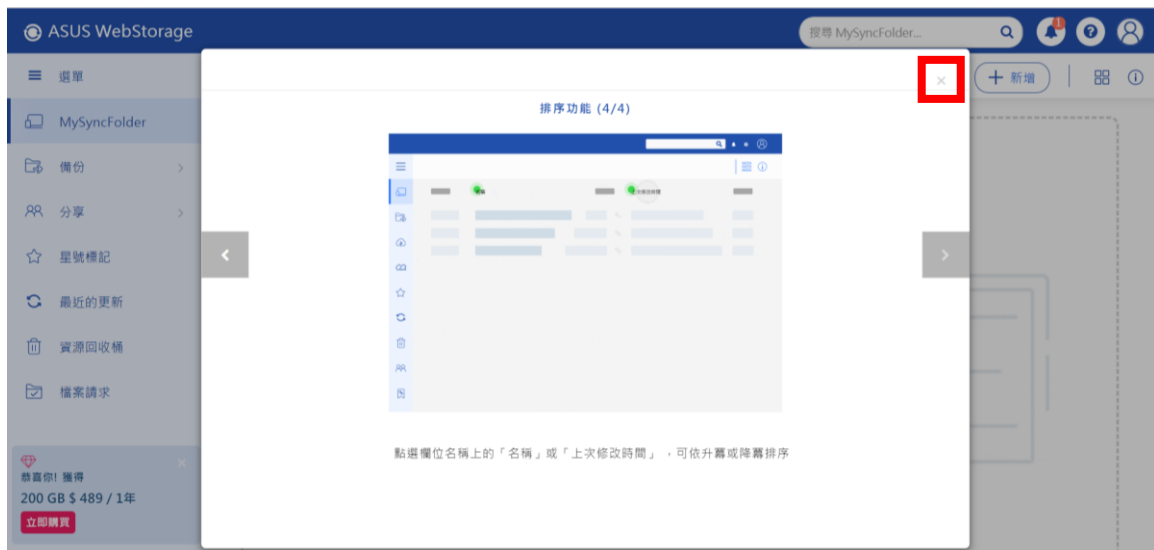 ASUS WebStorage
搜尋 MySyncFolder...
1
選單
新增
MySyncFolder
備份
分享
星號標記
最近的更新
資源回收桶
檔案請求
恭喜你! 獲得
200 GB $ 489 / 1年
立即購買
排序功能 (4/4)
點選欄位名稱上的「名稱」或「上次修改時間」 ，可依升冪或降冪排序